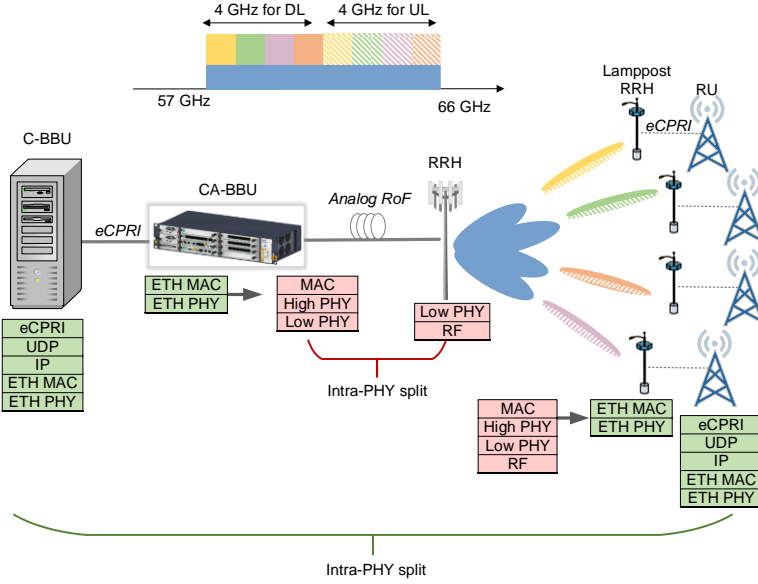 4 GHz for DL
4 GHz for UL
57 GHz
66 GHz
Lamppost
RRH
RU
eCPRI
C-BBU
CA-BBU
RRH
Analog RoF
eCPRI
ETH MAC
ETH PHY
MAC
High PHY
Low PHY
Low PHY
RF
eCPRI
UDP
IP
ETH MAC
ETH PHY
Intra-PHY split
MAC
High PHY
Low PHY
RF
ETH MAC
ETH PHY
eCPRI
UDP
IP
ETH MAC
ETH PHY
Intra-PHY split